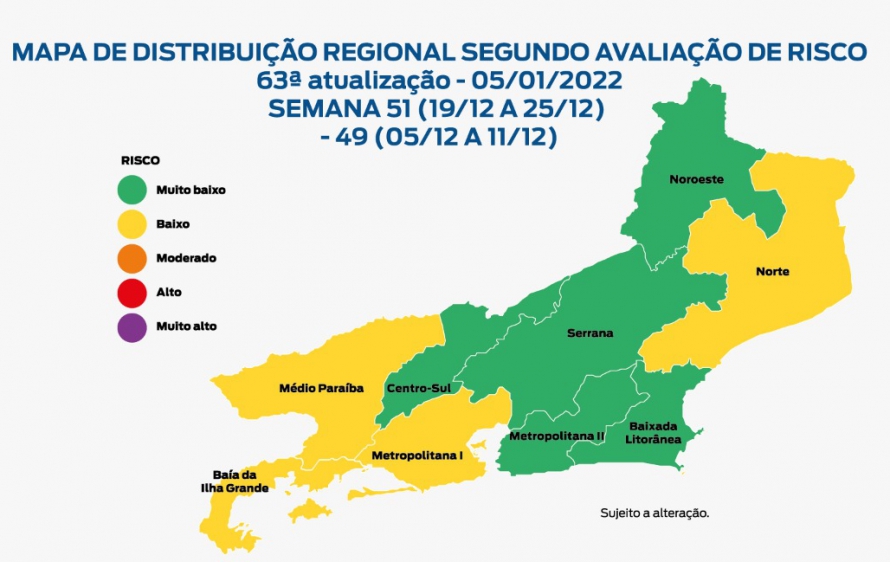 MAPA DE DISTRIBUIÇÃO REGIONAL SEGUNDO AVALIAÇÃO DE RISCO
63ª atualização - 05/01/2022
SEMANA 51 (19/12 A 25/12)
- 49 (05/12 A 11/12)
RISCO
Muito baixo
Baixo
Moderado
Alto
Muito alto
Noroeste
Norte
Serrana
Médio Paraíba
Centro-Sul
Metropolitana II
Baixada
Litorânea
Metropolitana I
Baía da
Ilha Grande
Sujeito a alteração.